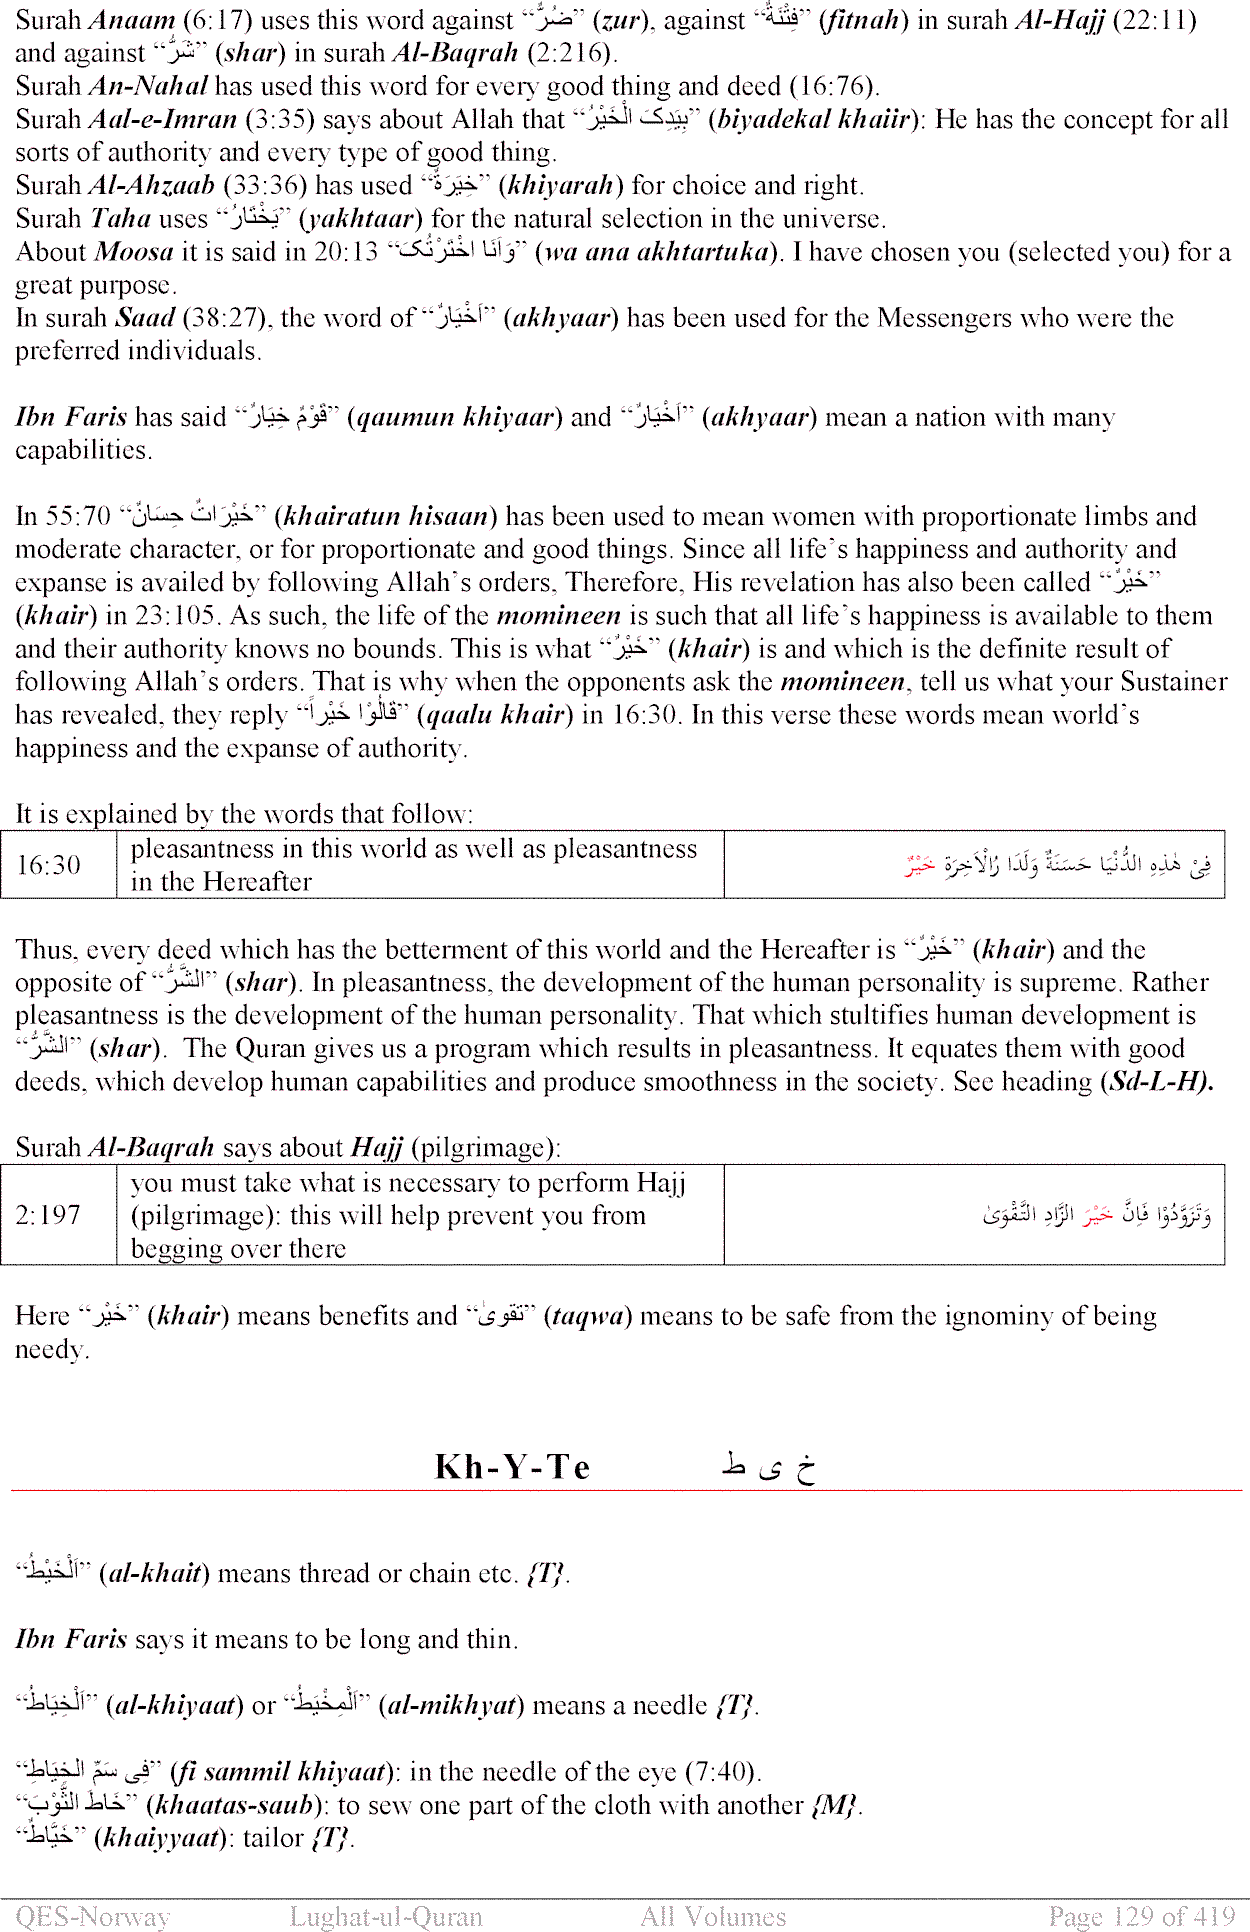 Surah Anaam (6:17) uses this word against “ضُرٌّ” (zur), against “فِتْنَةٌ” (fitnah) in surah Al-Hajj (22:11)
and against “شَرٌّ” (shar) in surah Al-Baqrah (2:216).
Surah An-Nahal has used this word for every good thing and deed (16:76).
Surah Aal-e-Imran (3:35) says about Allah that “بِيَدِکَ الْخَيْرُ” (biyadekal khaiir): He has the concept for all
sorts of authority and every type of good thing.
Surah Al-Ahzaab (33:36) has used “خِيَرَةٌ” (khiyarah) for choice and right.
Surah Taha uses “يَخْتَارُ” (yakhtaar) for the natural selection in the universe.
About Moosa it is said in 20:13 “وَاَنَا اخْتَرْتُکَ” (wa ana akhtartuka). I have chosen you (selected you) for a
great purpose.
In surah Saad (38:27), the word of “اَخْيَارٌ” (akhyaar) has been used for the Messengers who were the
preferred individuals.
Ibn Faris has said “قَوْمٌ خِيَارٌ” (qaumun khiyaar) and “اَخْيَارٌ” (akhyaar) mean a nation with many
capabilities.
In 55:70 “خَيْرَاتٌ حِسَانٌ” (khairatun hisaan) has been used to mean women with proportionate limbs and
moderate character, or for proportionate and good things. Since all life’s happiness and authority and
expanse is availed by following Allah’s orders, Therefore, His revelation has also been called “خَيْرٌ”
(khair) in 23:105. As such, the life of the momineen is such that all life’s happiness is available to them
and their authority knows no bounds. This is what “خَيْرٌ” (khair) is and which is the definite result of
following Allah’s orders. That is why when the opponents ask the momineen, tell us what your Sustainer
has revealed, they reply “قَالُوْا خَيْراً” (qaalu khair) in 16:30. In this verse these words mean world’s
happiness and the expanse of authority.
It is explained by the words that follow:
16:30 pleasantness in this world as well as pleasantness فِیْ هٰذِهِ الدُّنْيَا حَسَنَةٌ وَلَدَا رُالْاَخِرَةِ خَيْرٌ
in the Hereafter
Thus, every deed which has the betterment of this world and the Hereafter is “خَيْرٌ” (khair) and the
opposite of “الشَّرُّ” (shar). In pleasantness, the development of the human personality is supreme. Rather
pleasantness is the development of the human personality. That which stultifies human development is
“الشَّرُّ” (shar). The Quran gives us a program which results in pleasantness. It equates them with good
deeds, which develop human capabilities and produce smoothness in the society. See heading (Sd-L-H).
Surah Al-Baqrah says about Hajj (pilgrimage):
you must take what is necessary to perform Hajj
2:197 (pilgrimage): this will help prevent you from وَتَزَوَّدُوْا فَاِنَّ خَيْرَ الزَّادِ التَّقْوَیٰ
begging over there
Here “خَيْر” (khair) means benefits and “تقویٰ” (taqwa) means to be safe from the ignominy of being
needy.
Kh-Y-Te خ ی ط
“اَلْخَيْطُ” (al-khait) means thread or chain etc. {T}.
Ibn Faris says it means to be long and thin.
“اَلْخِيَاطُ” (al-khiyaat) or “اَلْمِخْيَطُ” (al-mikhyat) means a needle {T}.
“فِی سَمِّ الخِيَاطِ” (fi sammil khiyaat): in the needle of the eye (7:40).
“خَاطَ الثَّوْبَ” (khaatas-saub): to sew one part of the cloth with another {M}.
“خَيَّاطٌ” (khaiyyaat): tailor {T}.
QES-Norway Lughat-ul-Quran All Volumes Page 129 of 419